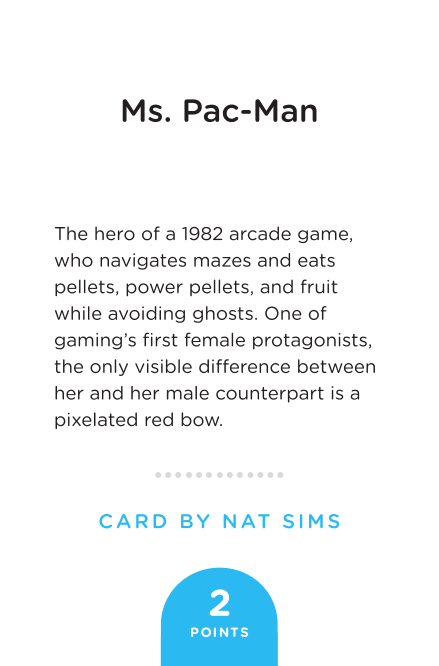 Ms. Pac-Man
The hero of a 1982 arcade game,
who navigates mazes and eats
pellets, power pellets, and fruit
while avoiding ghosts. One of
gaming’s first female protagonists,
the only visible difference between
her and her male counterpart is a
pixelated red bow.
CARD BY NAT SIMS
2
POINTS